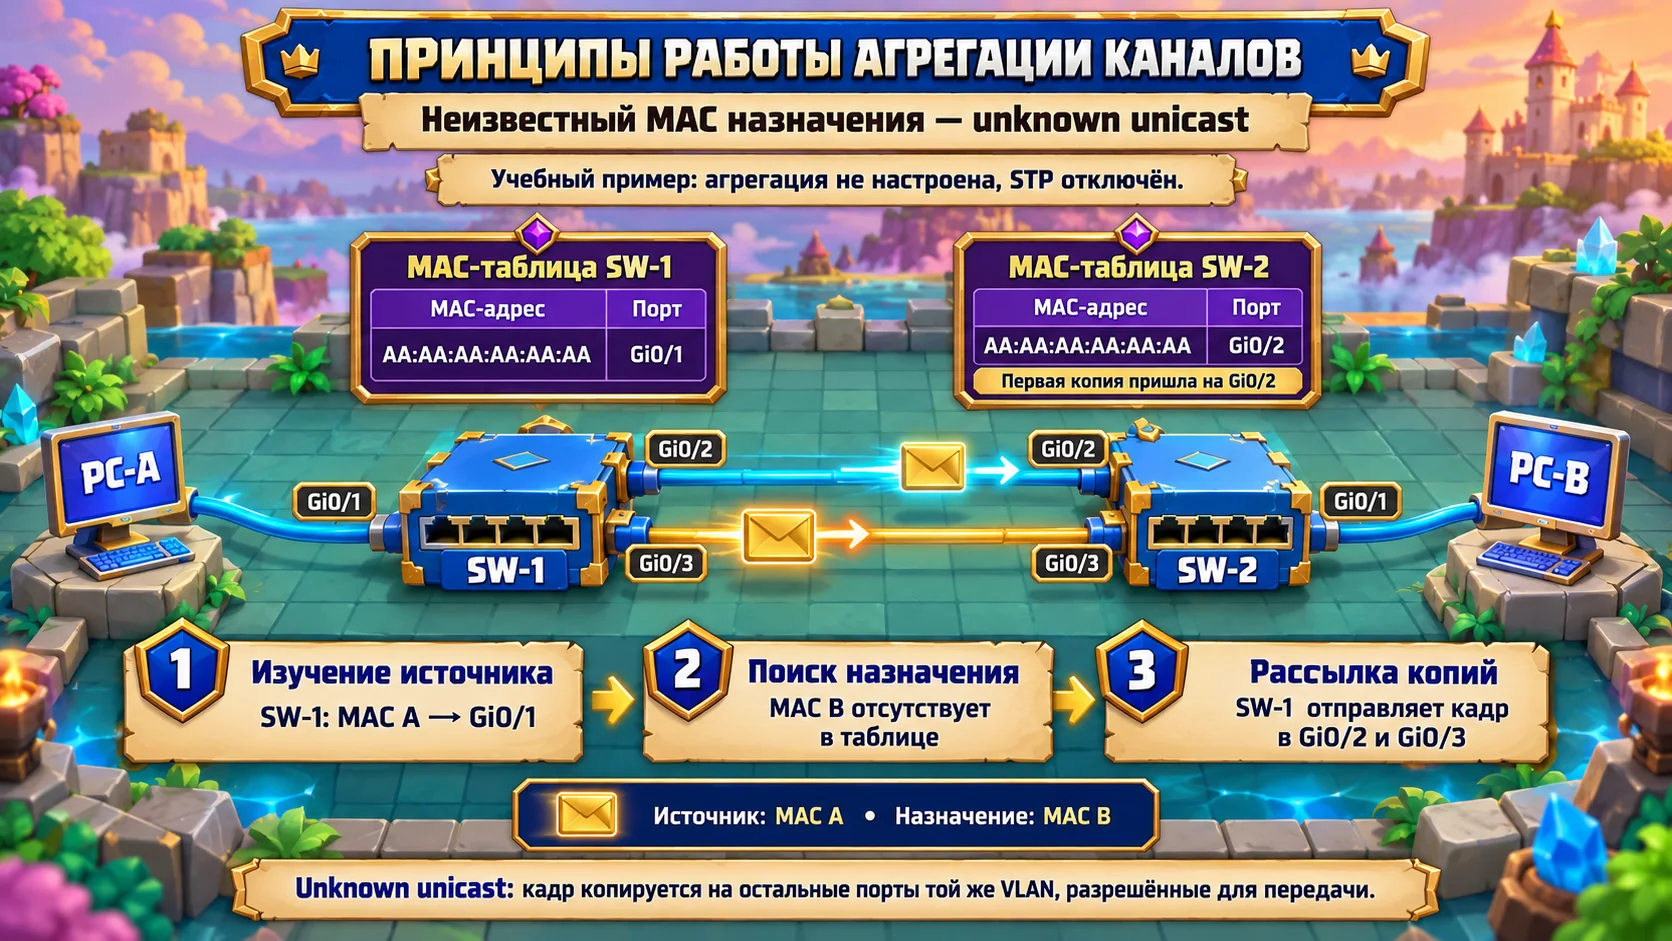 ПРИНЦИПЫ РАБОТЫ АГРЕГАЦИИ КАНАЛОВ
Неизвестный MAC назначения — unknown unicast
Учебный пример: агрегация не настроена, STP отключён.
MAC-таблица SW-1
MAC-адрес Порт
AA:AA:AA:AA:AA:AA Gi0/1
MAC-таблица SW-2
MAC-адрес Порт
AA:AA:AA:AA:AA:AA Gi0/2
Первая копия пришла на Gi0/2
PC-A
Gi0/1
Gi0/2
Gi0/3
SW-1
Gi0/2
Gi0/3
SW-2
Gi0/1
PC-B
1
Изучение источника
SW-1: MAC A → Gi0/1
2
Поиск назначения
MAC B отсутствует
в таблице
3
Рассылка копий
SW-1 отправляет кадр
в Gi0/2 и Gi0/3
Источник: MAC A • Назначение: MAC B
Unknown unicast: кадр копируется на остальные порты той же VLAN, разрешённые для передачи.